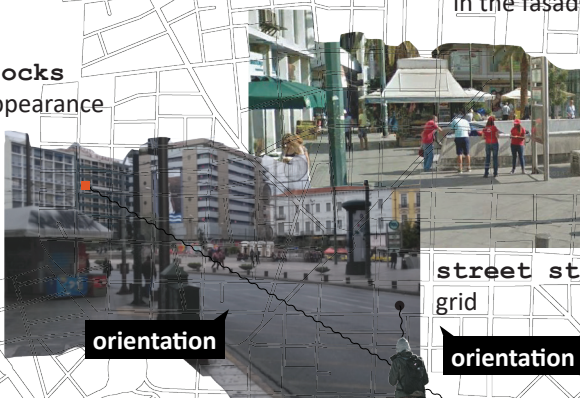 in the fasad
ocks
ppearance
street st
grid
orientation
orientation